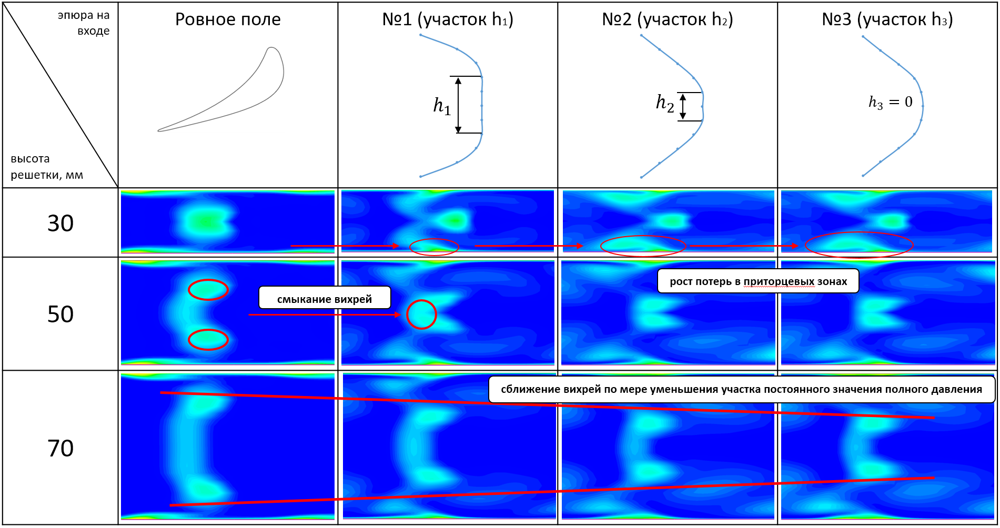 эпюра на
входе
высота
решетки, мм
Ровное поле
№1 (участок h₁)
№2 (участок h₂)
№3 (участок h₃)
h₁
h₂
h₃ = 0
30
50
смыкание вихрей
рост потерь в приторцевых зонах
70
сближение вихрей по мере уменьшения участка постоянного значения полного давления